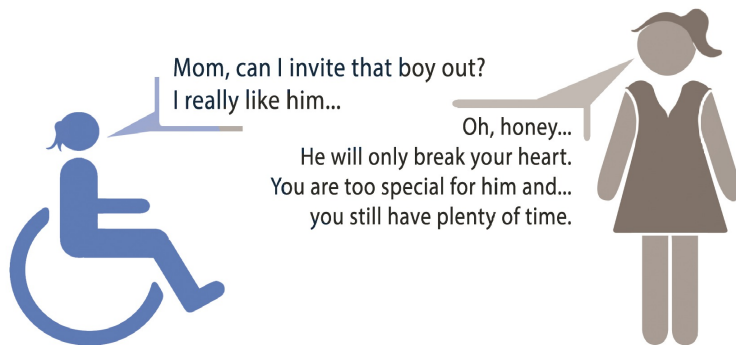 Mom, can I invite that boy out?
I really like him...
Oh, honey...
He will only break your heart.
You are too special for him and...
you still have plenty of time.